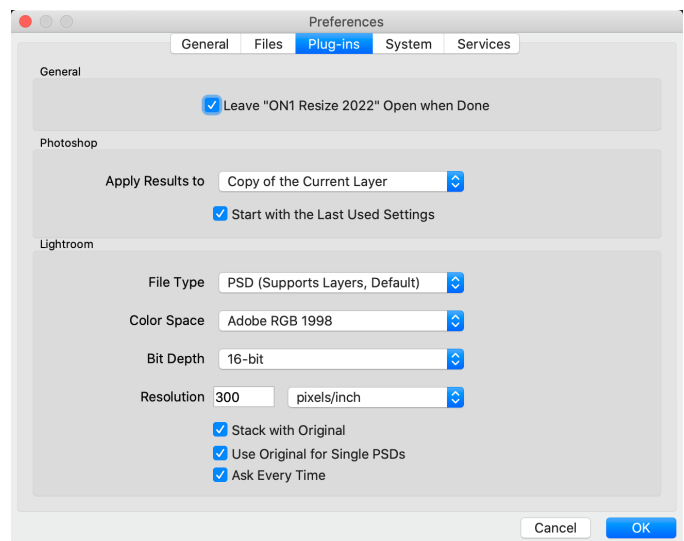 Preferences
General Files Plug-ins System Services
General
Leave "ON1 Resize 2022" Open when Done
Photoshop
Apply Results to Copy of the Current Layer
Start with the Last Used Settings
Lightroom
File Type PSD (Supports Layers, Default)
Color Space Adobe RGB 1998
Bit Depth 16-bit
Resolution 300 pixels/inch
Stack with Original
Use Original for Single PSDs
Ask Every Time
Cancel OK